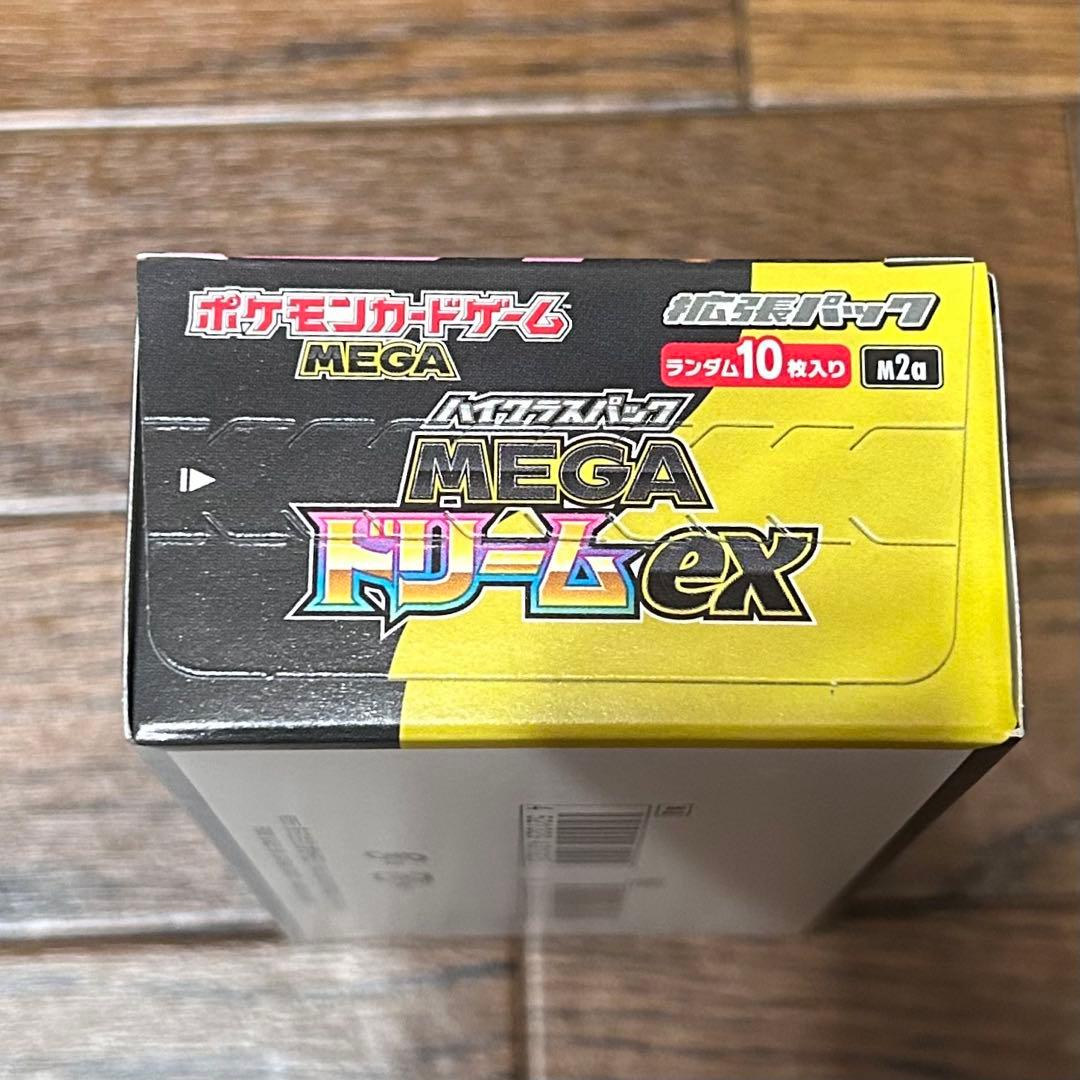 ポケモンカードゲーム
MEGA
拡張パック
ランダム10枚入り
M2a
ハイクラスパック
MEGA
ドリームex